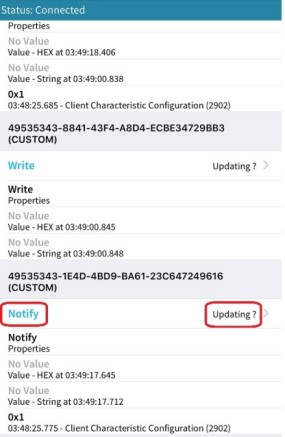 Status: Connected
Properties
No Value
Value - HEX at 03:49:18.406
No Value
Value - String at 03:49:00.838
0x1
03:48:25.685 - Client Characteristic Configuration (2902)
49535343-8841-43F4-A8D4-ECBE34729BB3
(CUSTOM)
Write Updating ? >
Write
Properties
No Value
Value - HEX at 03:49:00.845
No Value
Value - String at 03:49:00.848
49535343-1E4D-4BD9-BA61-23C647249616
(CUSTOM)
Notify Updating ? >
Notify
Properties
No Value
Value - HEX at 03:49:17.645
No Value
Value - String at 03:49:17.712
0x1
03:48:25.775 - Client Characteristic Configuration (2902)